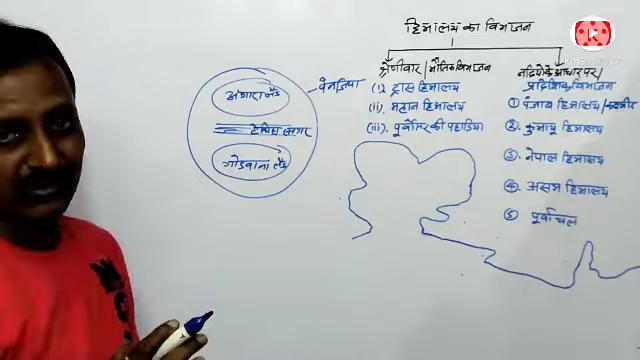 हिमालय का विभाजन
श्रेणीवार / भौतिक विभाजन
(i) ट्रांस हिमालय
(ii) महान हिमालय
(iii) पूर्वोत्तर की पहाडिया
नदियो के आधार पर /
प्रादेशिक विभाजन
① पंजाब हिमालय / कश्मीर
② कुमायु हिमालय
③ नेपाल हिमालय
④ असम हिमालय
⑤ पूर्वाचल
पेनजिया
अंगारा लैंड
टेथिस सागर
गोंडवाना लैंड